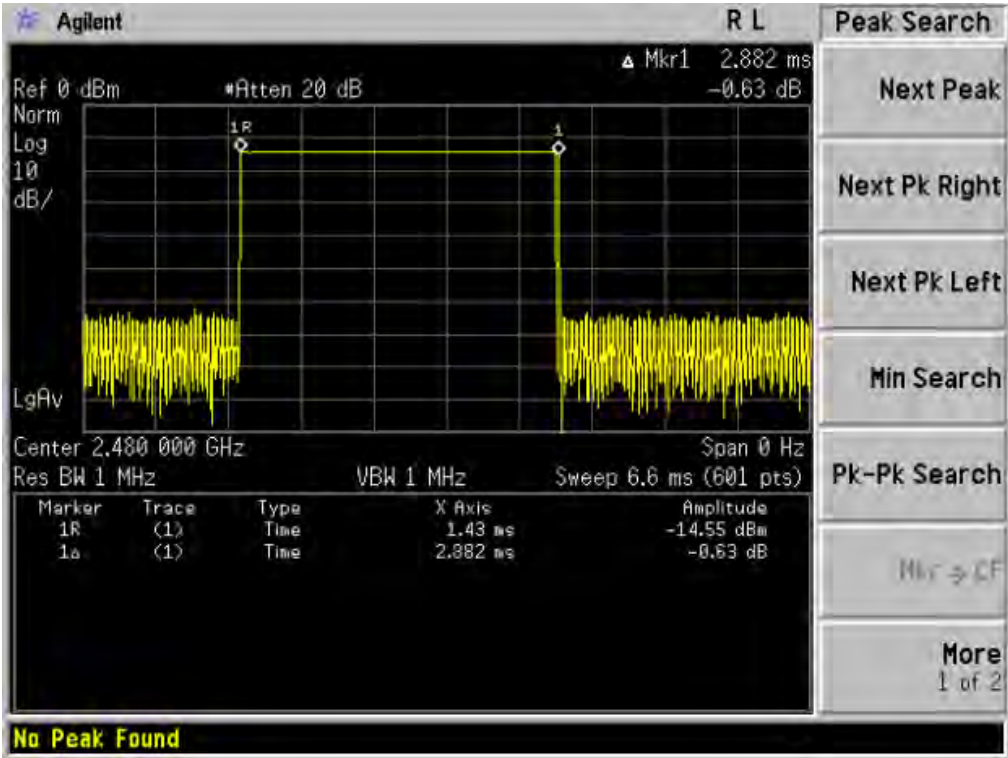 Agilent
R L
Peak Search
Δ Mkr1 2.882 ms
Ref 0 dBm *Atten 20 dB -0.63 dB
Norm
Log
10
dB/
1R
1
LgAv
Center 2.480 000 GHz Span 0 Hz
Res BW 1 MHz VBW 1 MHz Sweep 6.6 ms (601 pts)
Marker Trace Type X Axis Amplitude
1R (1) Time 1.43 ms -14.55 dBm
1Δ (1) Time 2.882 ms -0.63 dB
Next Peak
Next Pk Right
Next Pk Left
Min Search
Pk-Pk Search
Mkr → CF
More
1 of 2
No Peak Found